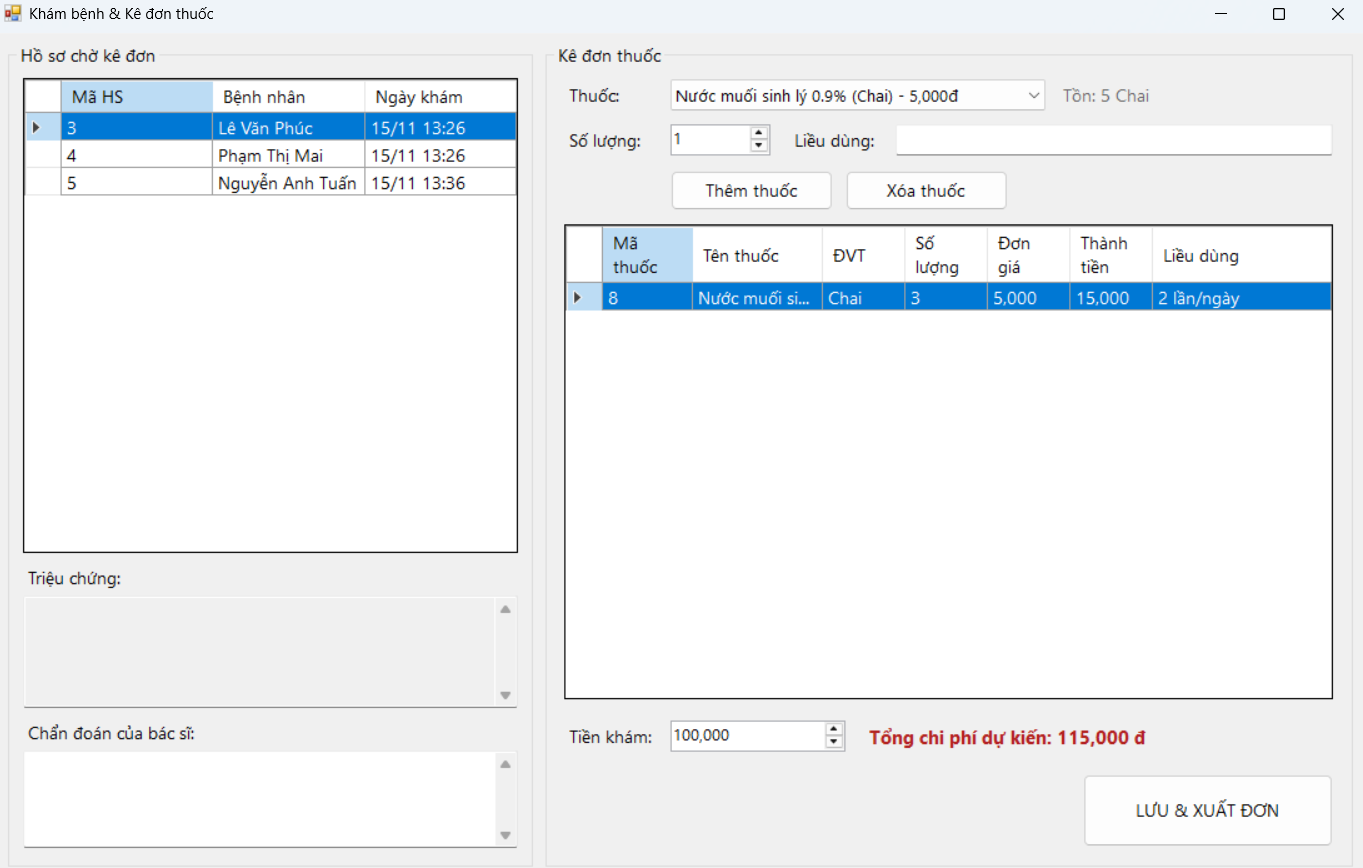 Khám bệnh & Kê đơn thuốc
Hồ sơ chờ kê đơn
Mã HS Bệnh nhân Ngày khám
3 Lê Văn Phúc 15/11 13:26
4 Phạm Thị Mai 15/11 13:26
5 Nguyễn Anh Tuấn 15/11 13:36
Triệu chứng:
Chẩn đoán của bác sĩ:
Kê đơn thuốc
Thuốc: Nước muối sinh lý 0.9% (Chai) - 5,000đ Tồn: 5 Chai
Số lượng: 1 Liều dùng:
Thêm thuốc Xóa thuốc
Mã thuốc Tên thuốc ĐVT Số lượng Đơn giá Thành tiền Liều dùng
8 Nước muối si... Chai 3 5,000 15,000 2 lần/ngày
Tiền khám: 100,000 Tổng chi phí dự kiến: 115,000 đ
LƯU & XUẤT ĐƠN